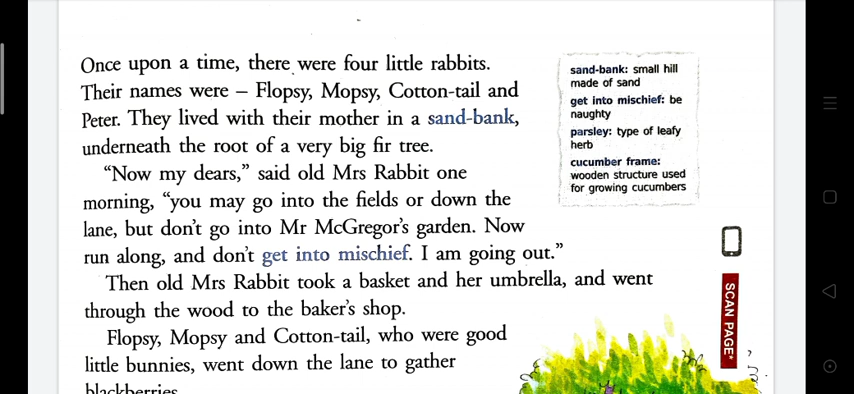 Once upon a time, there were four little rabbits.
Their names were – Flopsy, Mopsy, Cotton-tail and
Peter. They lived with their mother in a sand-bank,
underneath the root of a very big fir tree.
“Now my dears,” said old Mrs Rabbit one
morning, “you may go into the fields or down the
lane, but don’t go into Mr McGregor’s garden. Now
run along, and don’t get into mischief. I am going out.”
Then old Mrs Rabbit took a basket and her umbrella, and went
through the wood to the baker’s shop.
Flopsy, Mopsy and Cotton-tail, who were good
little bunnies, went down the lane to gather
blackberries
sand-bank: small hill
made of sand
get into mischief: be
naughty
parsley: type of leafy
herb
cucumber frame:
wooden structure used
for growing cucumbers
SCAN PAGE*